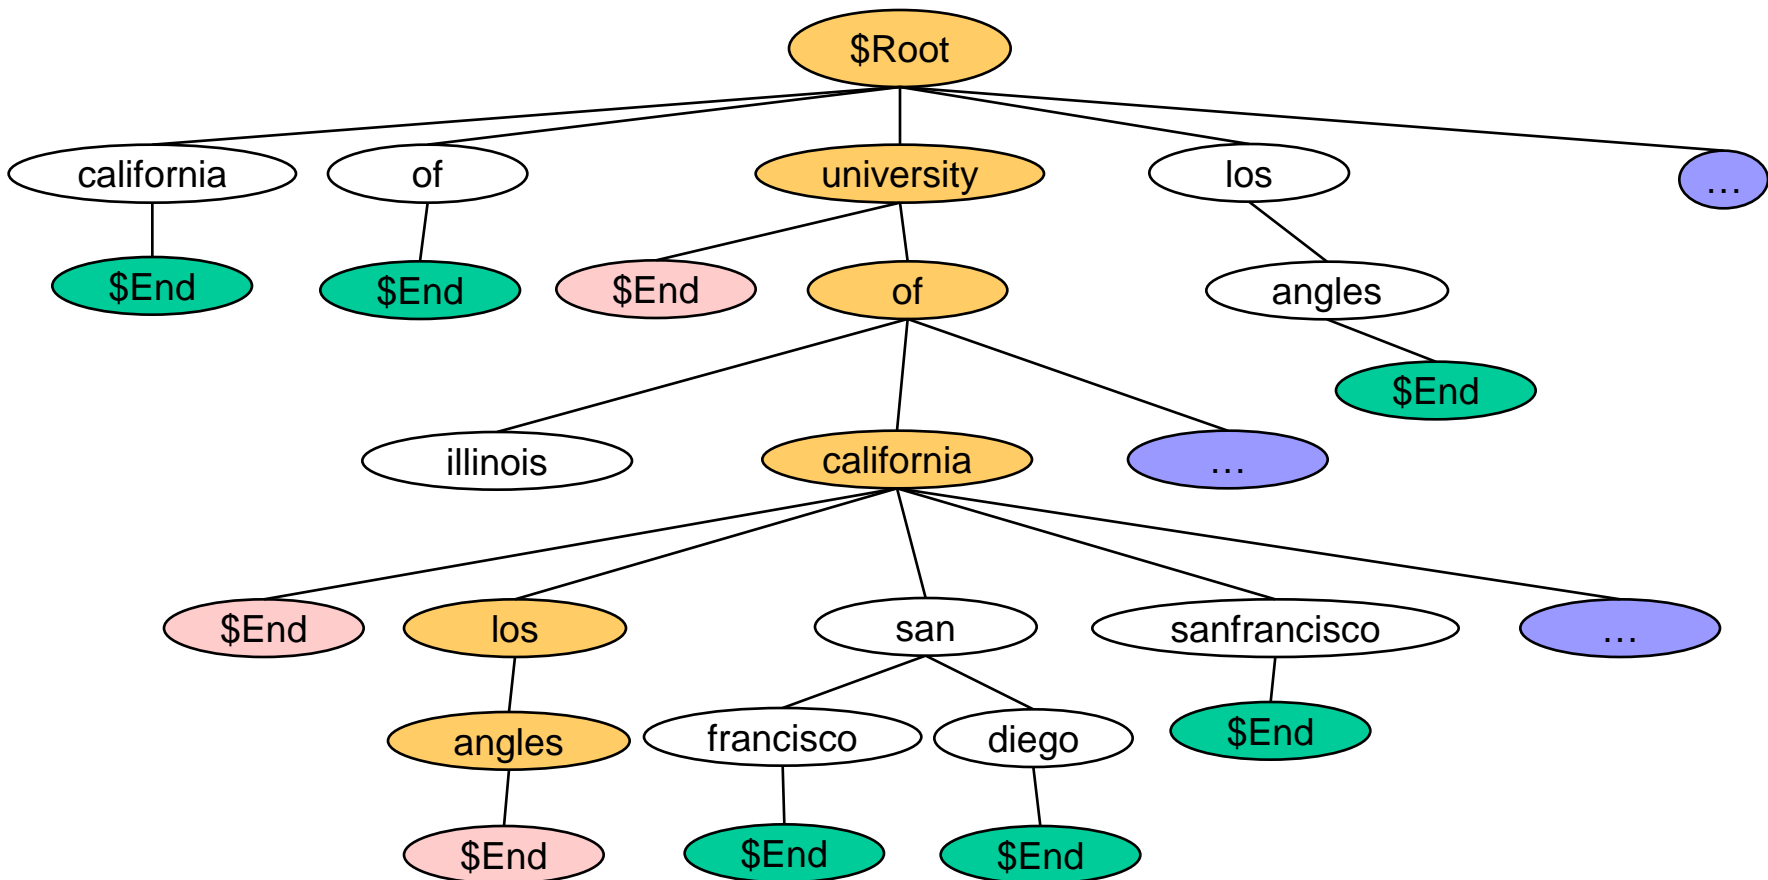 $Root
california
of
university
los
…
$End
$End
$End
of
angles
$End
illinois
california
…
$End
los
san
sanfrancisco
…
angles
francisco
diego
$End
$End
$End
$End